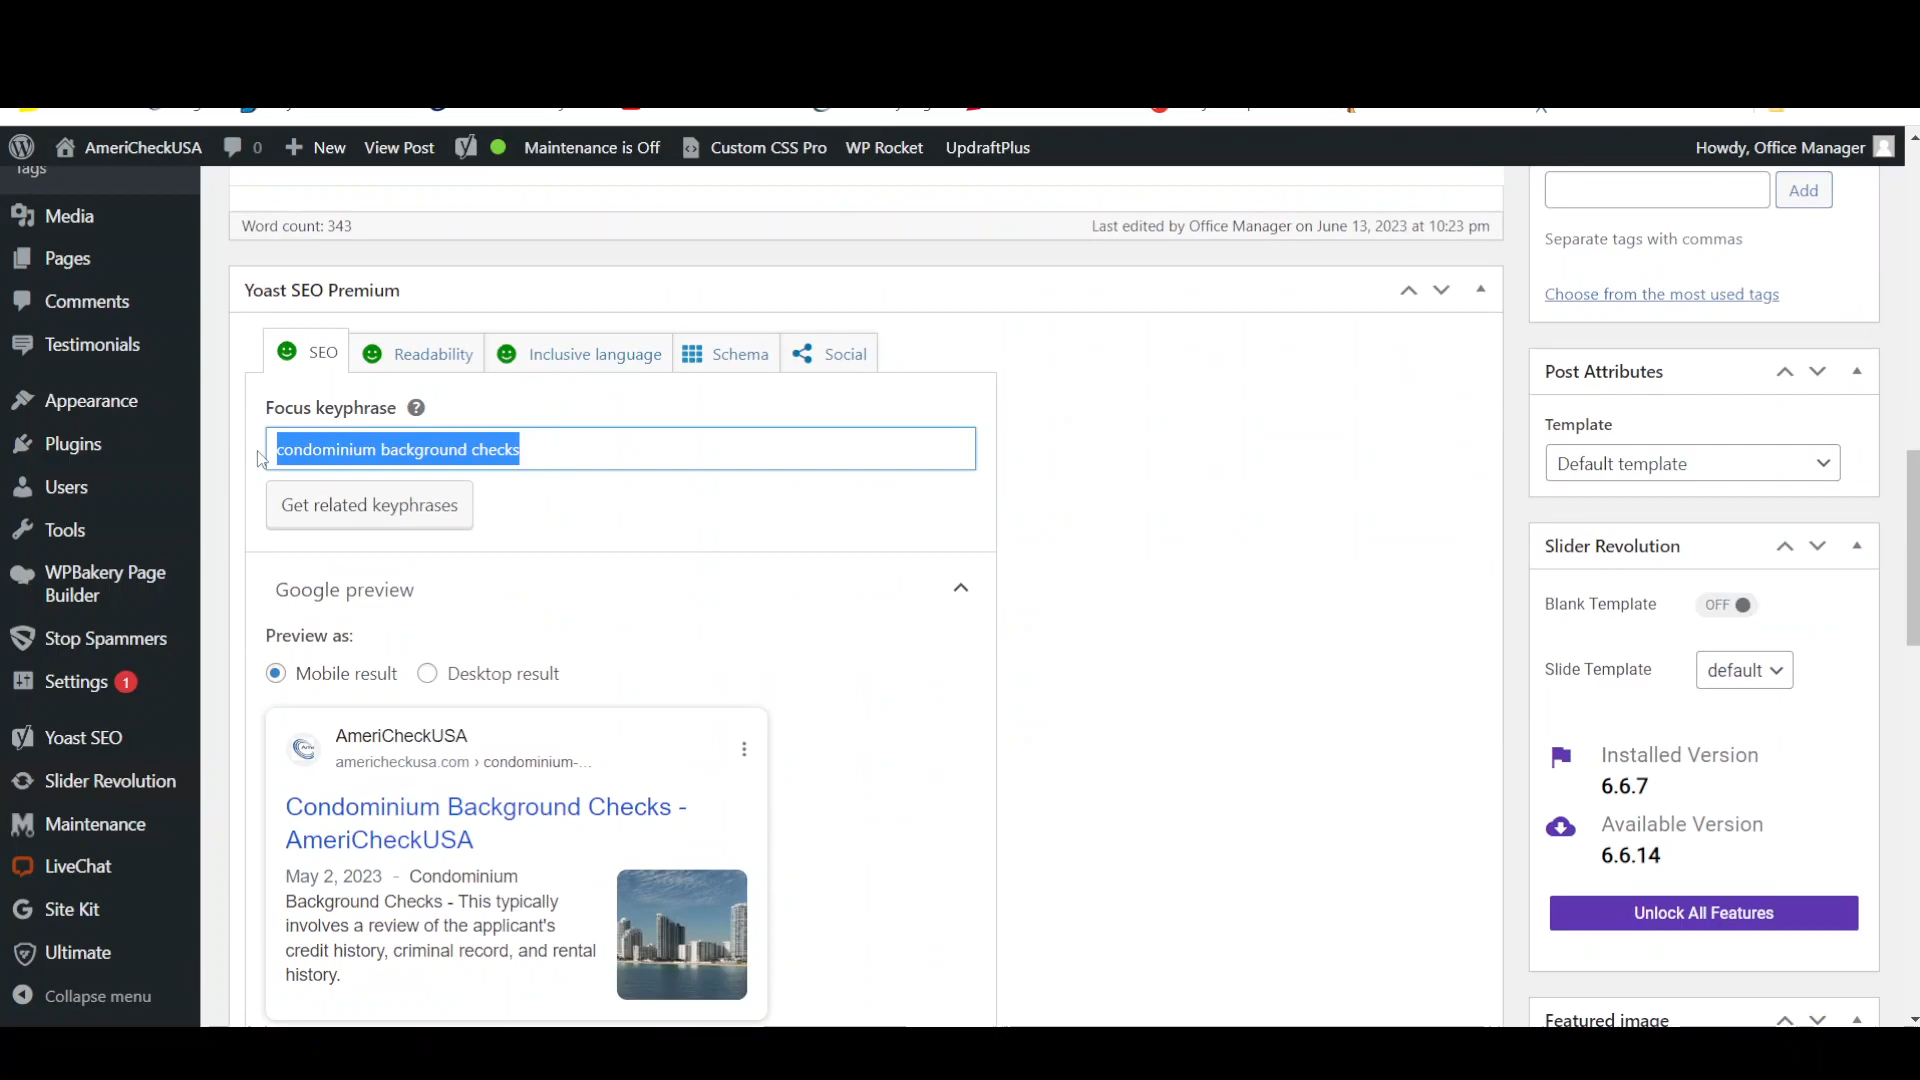 AmeriCheckUSA
0
New
View Post
Maintenance is Off
Custom CSS Pro
WP Rocket
UpdraftPlus
Howdy, Office Manager
Tags
Media
Pages
Comments
Testimonials
Appearance
Plugins
Users
Tools
WPBakery Page
Builder
Stop Spammers
Settings 1
Yoast SEO
Slider Revolution
Maintenance
LiveChat
Site Kit
Ultimate
Collapse menu
Word count: 343
Last edited by Office Manager on June 13, 2023 at 10:23 pm
Yoast SEO Premium
SEO
Readability
Inclusive language
Schema
Social
Focus keyphrase
condominium background checks
Get related keyphrases
Google preview
Preview as:
Mobile result
Desktop result
AmeriCheckUSA
americheckusa.com › condominium-...
Condominium Background Checks -
AmeriCheckUSA
May 2, 2023 - Condominium
Background Checks - This typically
involves a review of the applicant's
credit history, criminal record, and rental
history.
Add
Separate tags with commas
Choose from the most used tags
Post Attributes
Template
Default template
Slider Revolution
Blank Template
OFF
Slide Template
default
Installed Version
6.6.7
Available Version
6.6.14
Unlock All Features
Featured image